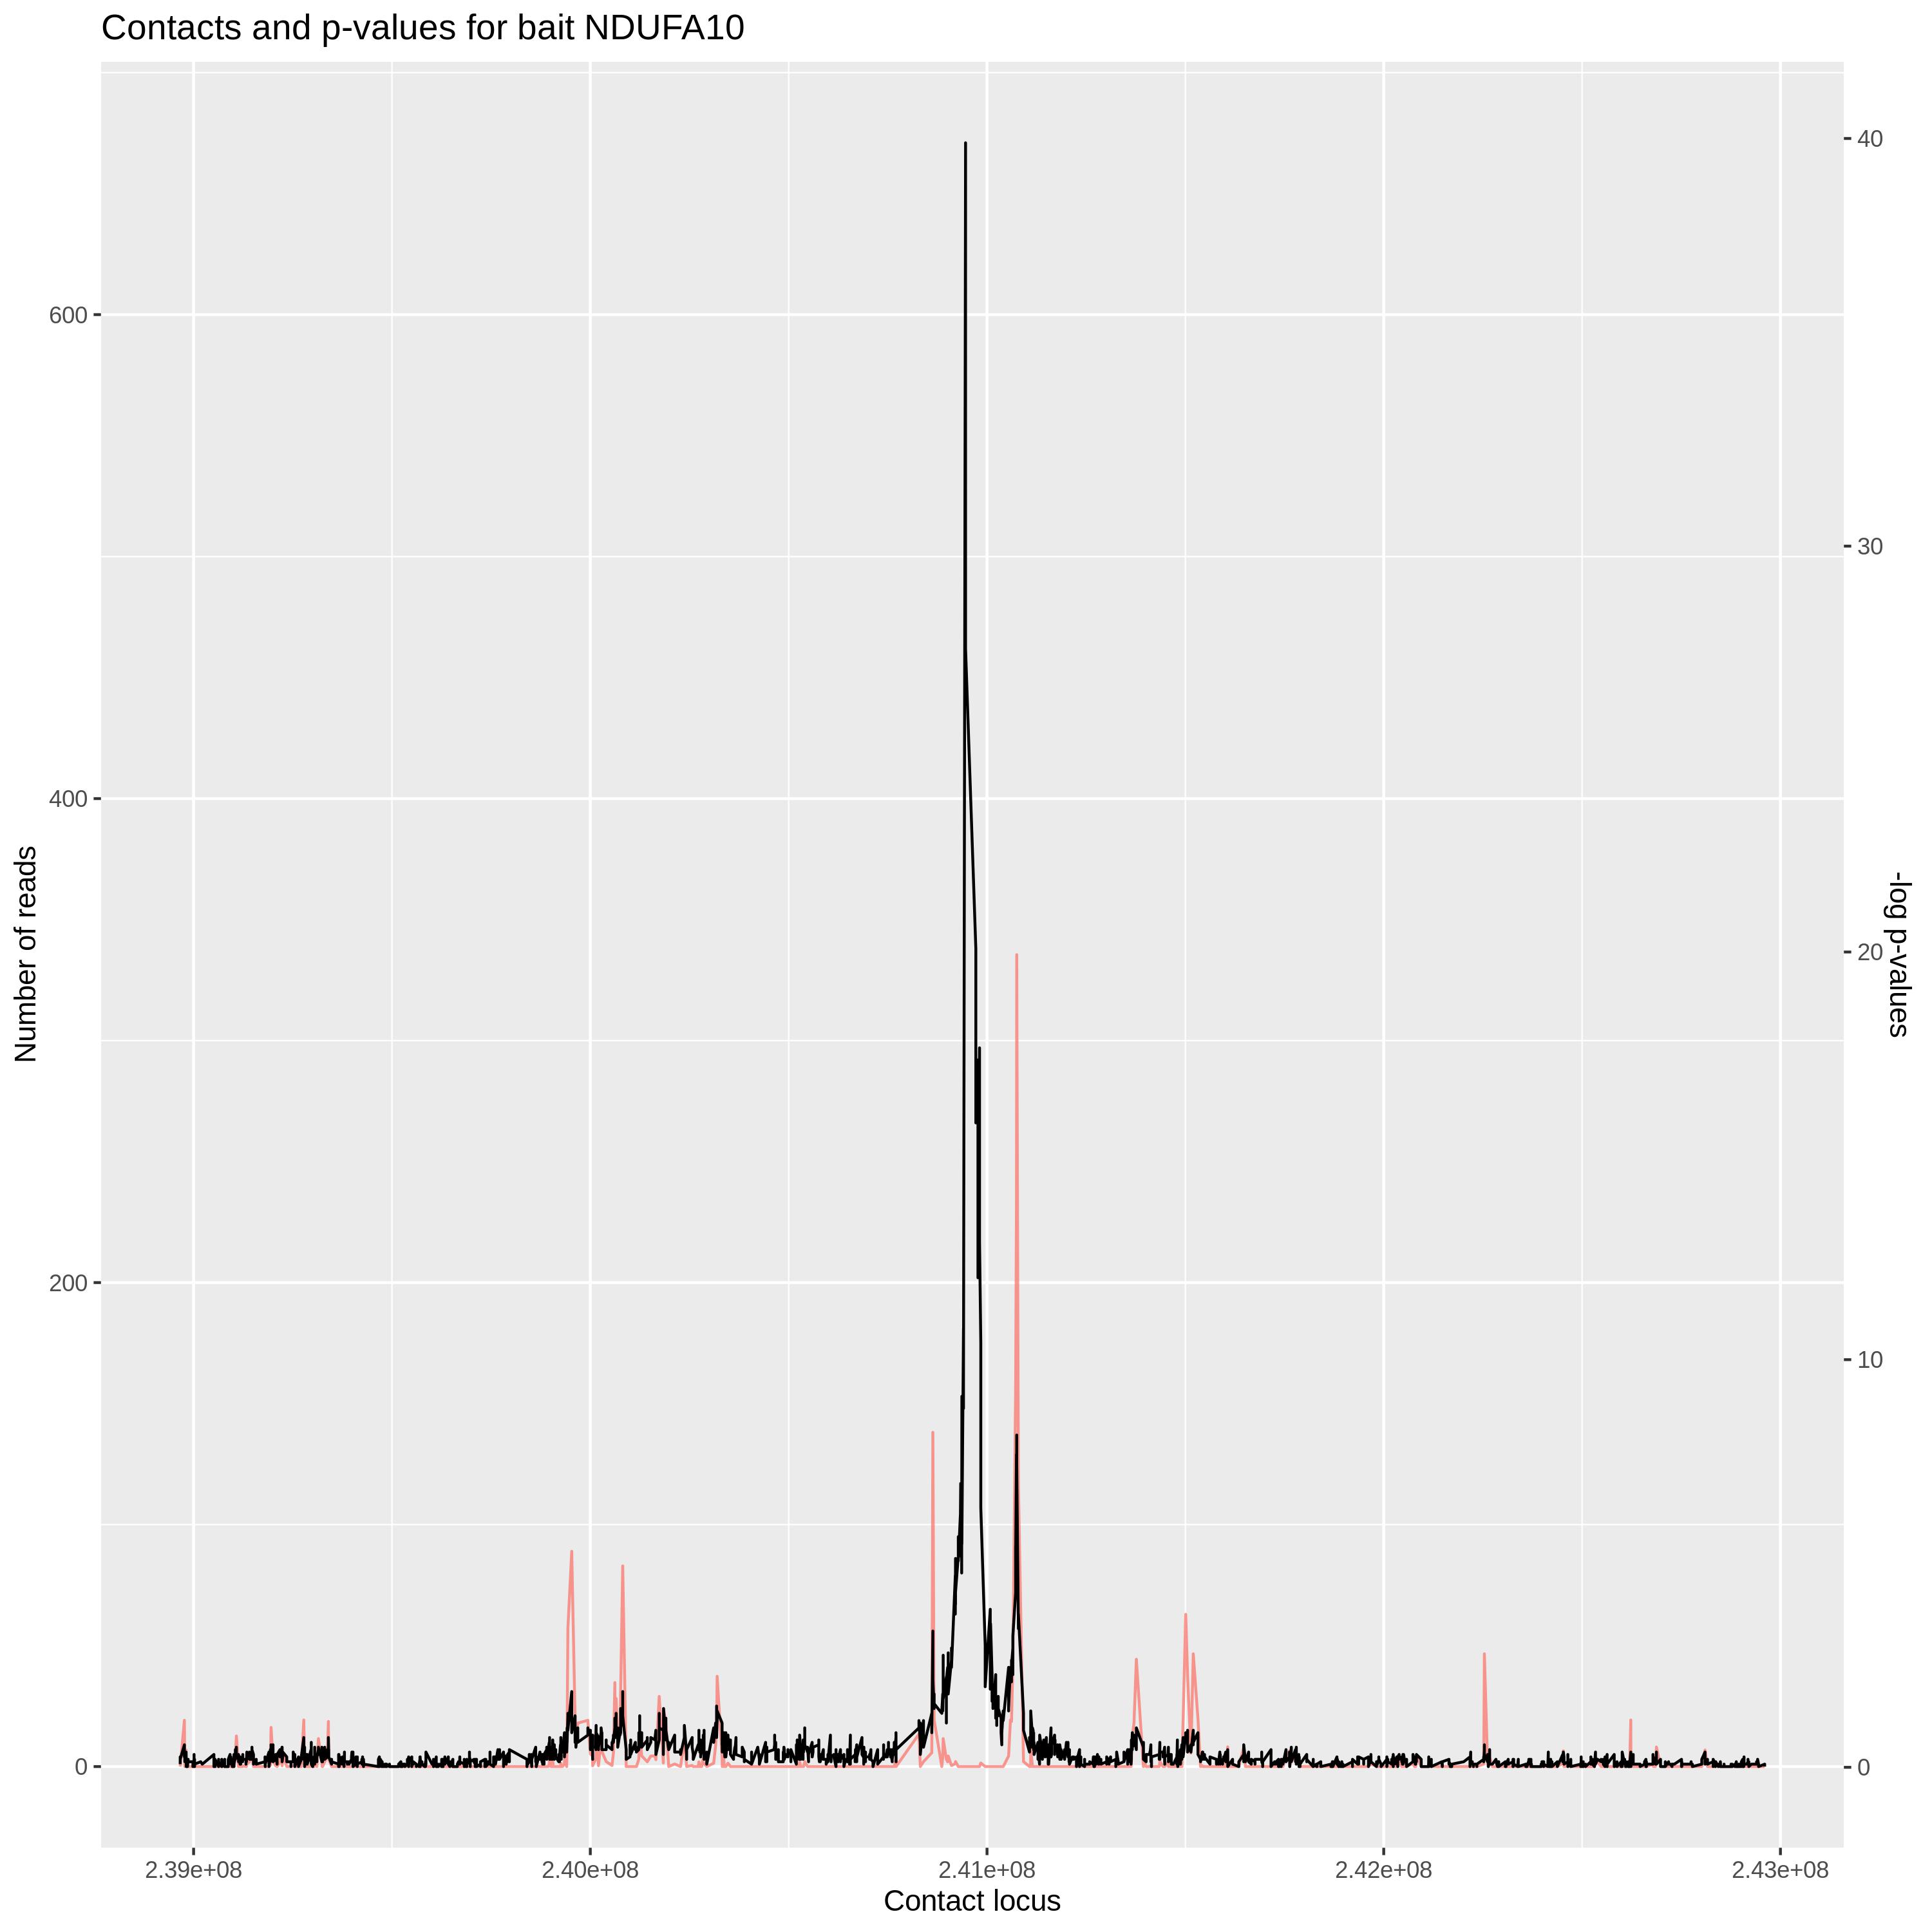 Contacts and p-values for bait NDUFA10
Number of reads
600
400
200
0
40
30
20
10
0
-log p-values
2.39e+08
2.40e+08
2.41e+08
2.42e+08
2.43e+08
Contact locus